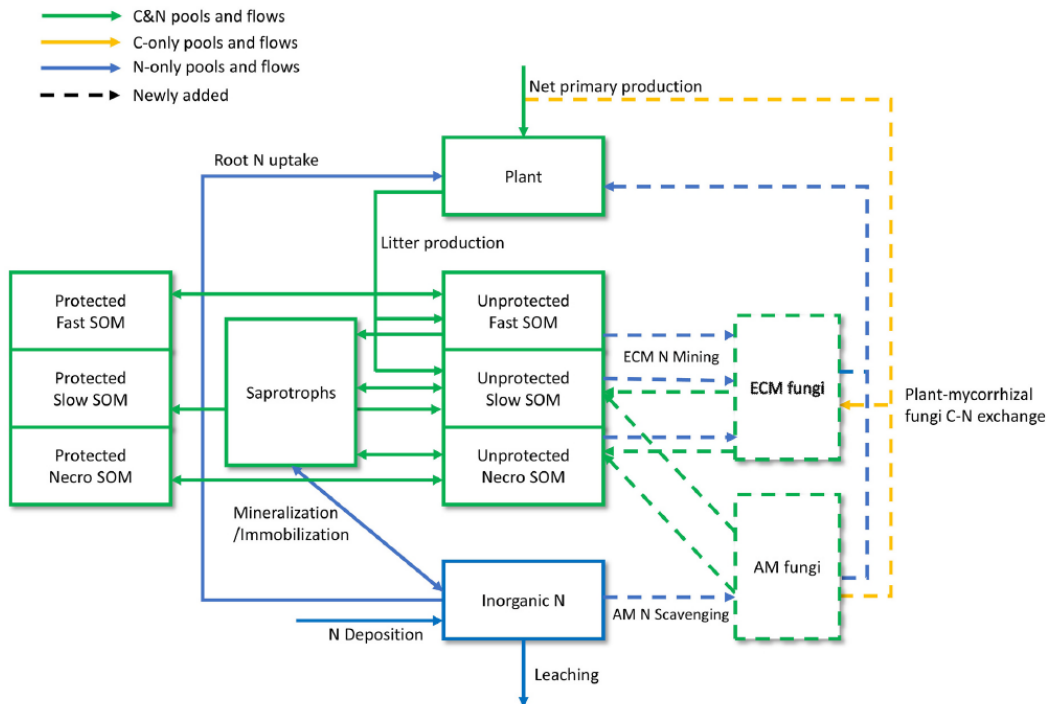 C&N pools and flows
C-only pools and flows
N-only pools and flows
Newly added
Net primary production
Root N uptake
Plant
Litter production
Protected
Fast SOM
Unprotected
Fast SOM
ECM N Mining
Protected
Slow SOM
Saprotrophs
Unprotected
Slow SOM
ECM fungi
Plant-mycorrhizal
fungi C-N exchange
Protected
Necro SOM
Unprotected
Necro SOM
Mineralization
/Immobilization
AM fungi
Inorganic N
AM N Scavenging
N Deposition
Leaching